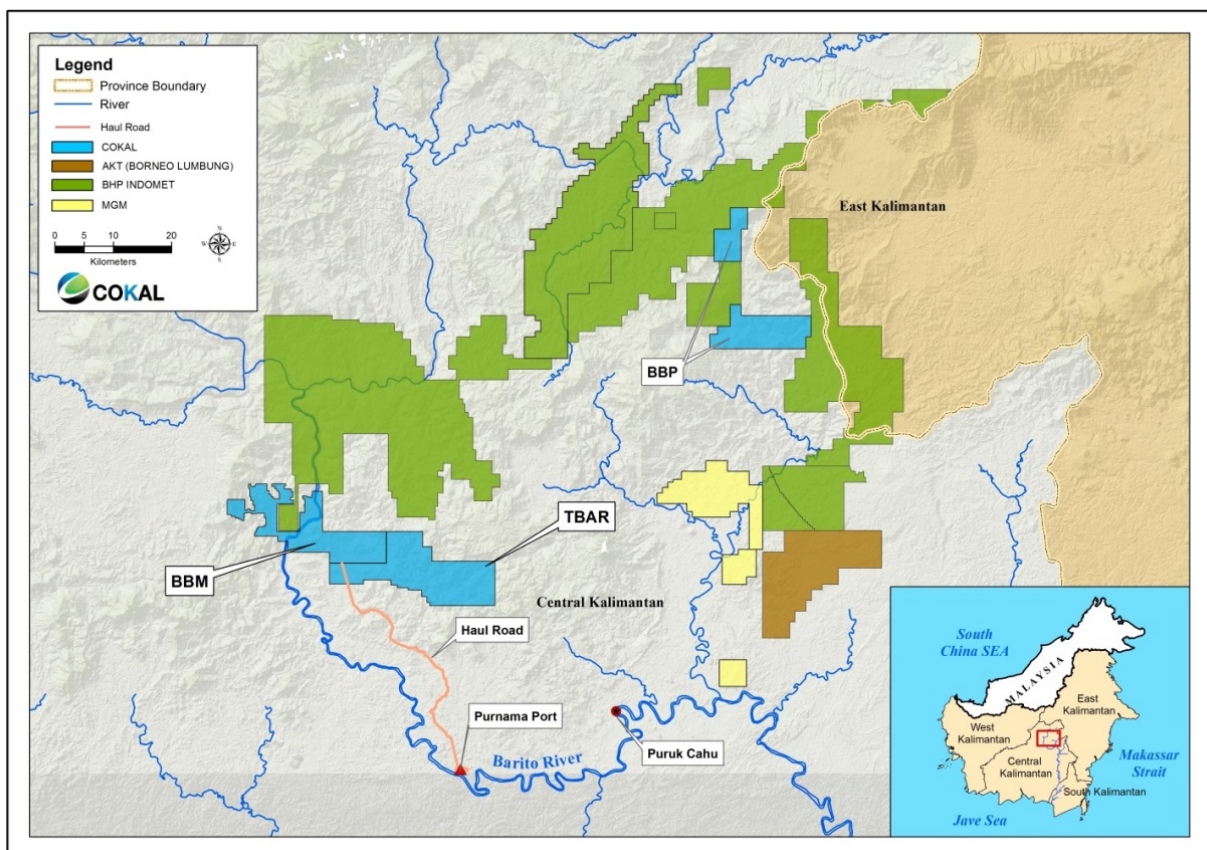 Legend
Province Boundary
River
Haul Road
COKAL
AKT (BORNEO LUMBUNG)
BHP INDOMET
MGM
0 5 10 20
Kilometers
N
W E
S
COKAL
East Kalimantan
BBP
TBAR
BBM
Central Kalimantan
Haul Road
Purnama Port
Puruk Cahu
Barito River
South
China SEA
MALAYSIA
East
Kalimantan
West
Kalimantan
Central
Kalimantan
Makassar
Strait
South Kalimantan
Jave Sea